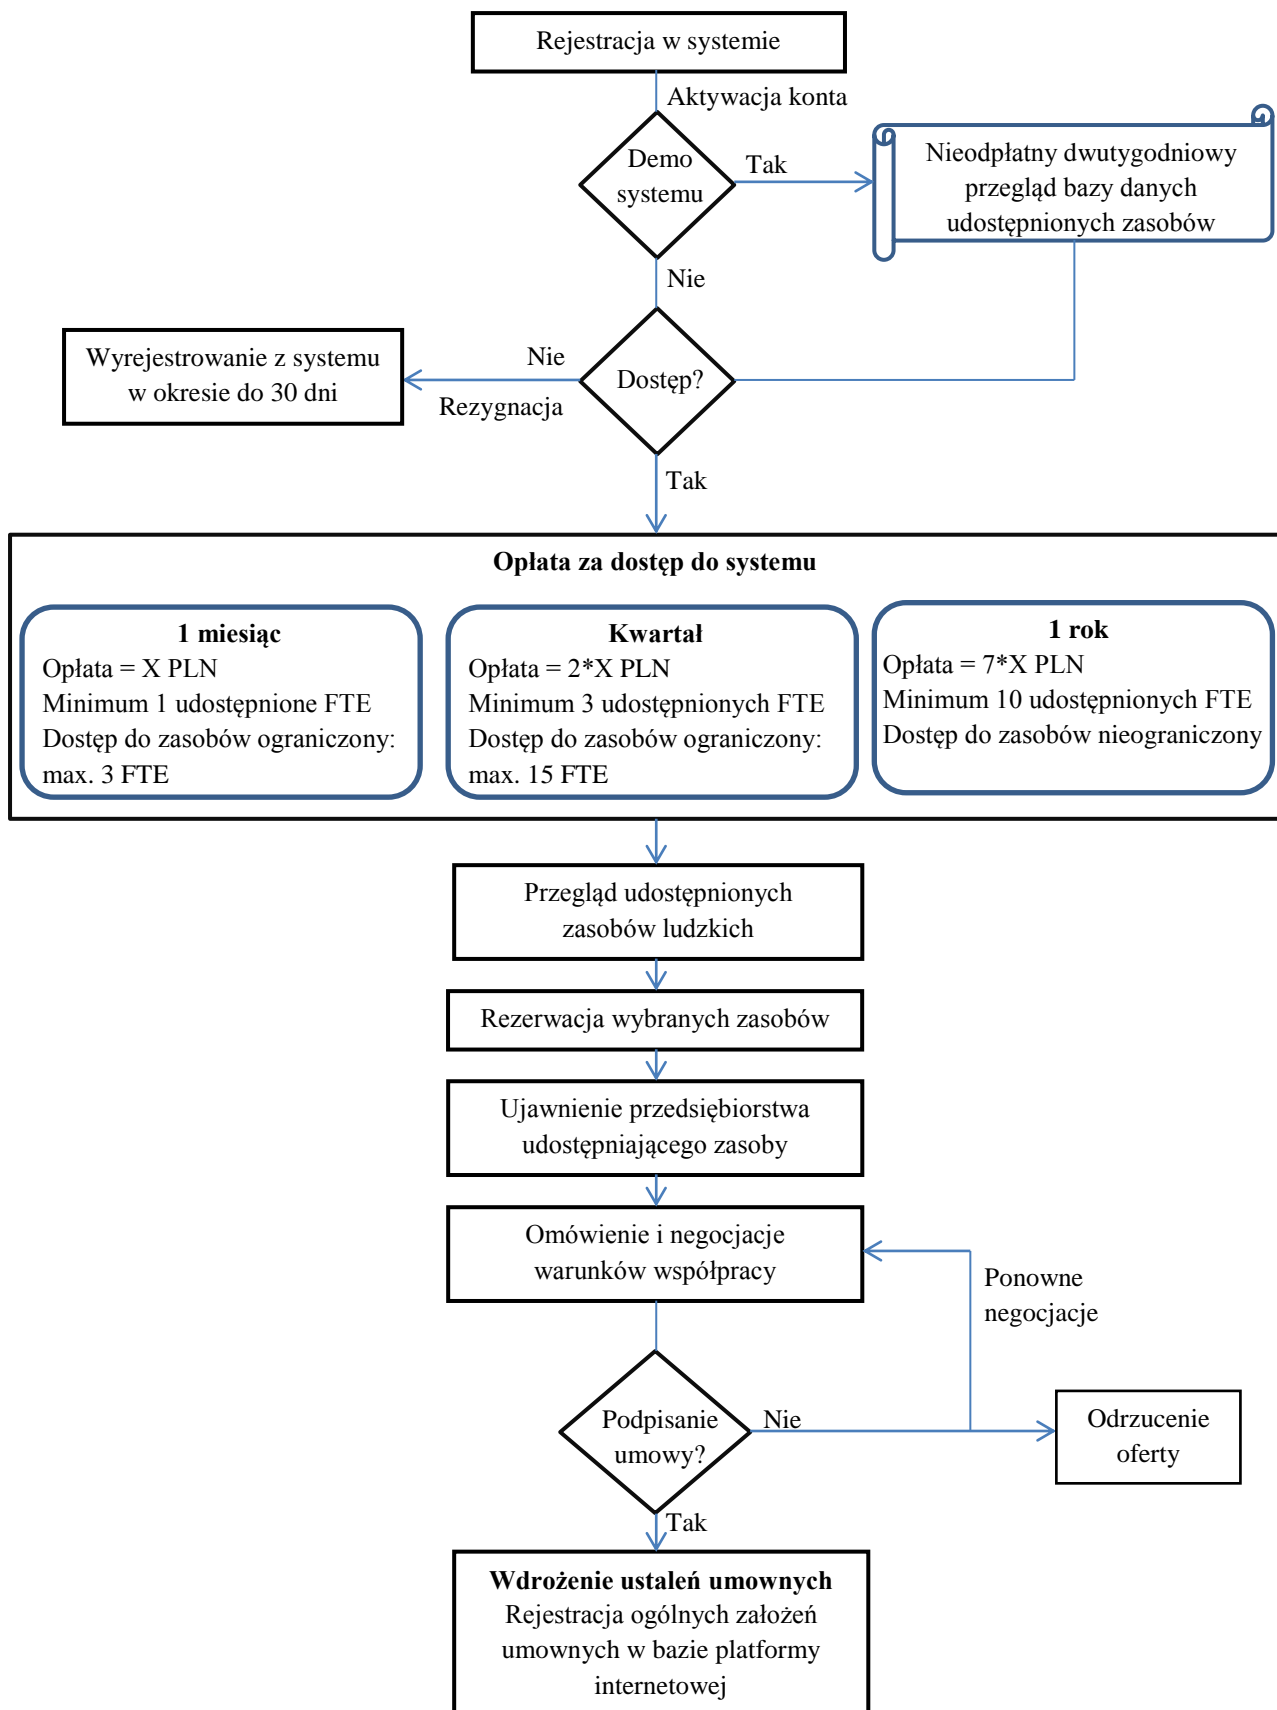 Rejestracja w systemie
Aktywacja konta
Demo
systemu
Tak
Nieodpłatny dwutygodniowy
przegląd bazy danych
udostępnionych zasobów
Nie
Wyrejestrowanie z systemu
w okresie do 30 dni
Nie
Rezygnacja
Dostęp?
Tak
Opłata za dostęp do systemu
1 miesiąc
Opłata = X PLN
Minimum 1 udostępnione FTE
Dostęp do zasobów ograniczony:
max. 3 FTE
Kwartał
Opłata = 2*X PLN
Minimum 3 udostępnionych FTE
Dostęp do zasobów ograniczony:
max. 15 FTE
1 rok
Opłata = 7*X PLN
Minimum 10 udostępnionych FTE
Dostęp do zasobów nieograniczony
Przegląd udostępnionych
zasobów ludzkich
Rezerwacja wybranych zasobów
Ujawnienie przedsiębiorstwa
udostępniającego zasoby
Omówienie i negocjacje
warunków współpracy
Ponowne
negocjacje
Podpisanie
umowy?
Nie
Odrzucenie
oferty
Tak
Wdrożenie ustaleń umownych
Rejestracja ogólnych założeń
umownych w bazie platformy
internetowej